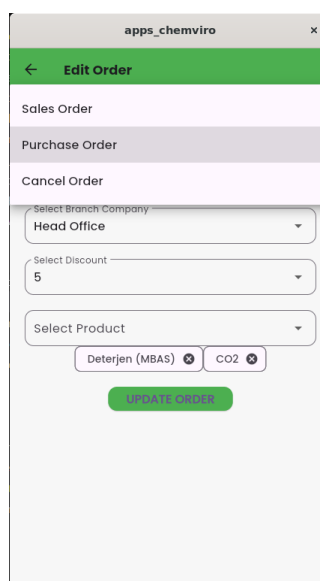 apps_chemviro ×
Edit Order
Sales Order
Purchase Order
Cancel Order
Select Branch Company
Head Office
Select Discount
5
Select Product
Deterjen (MBAS) CO2
UPDATE ORDER